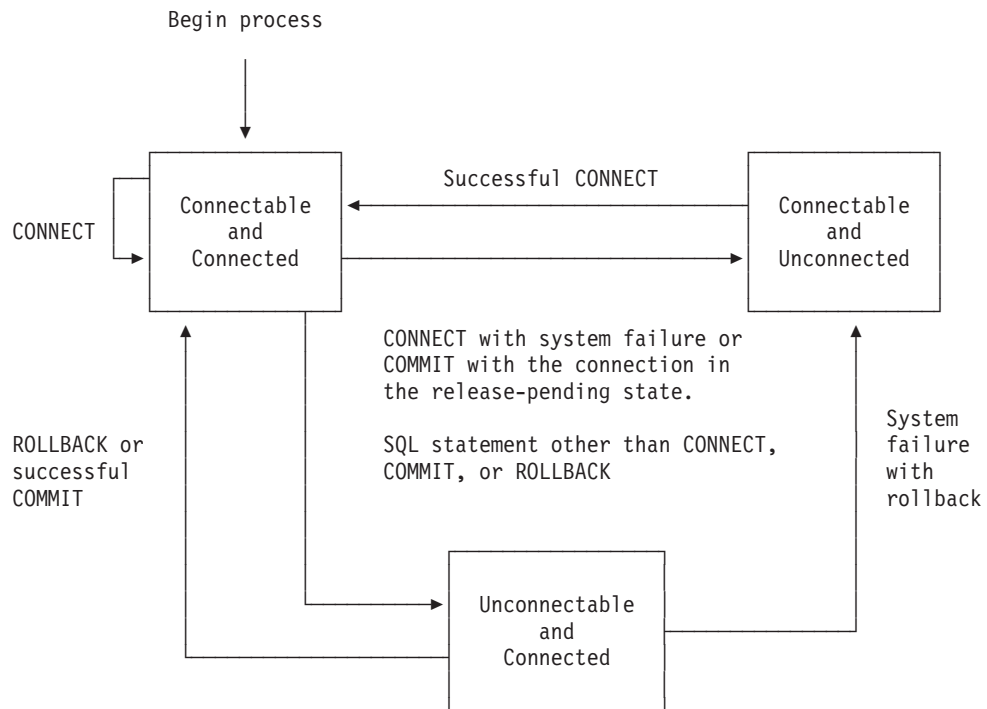 Begin process
Successful CONNECT
Connectable
and
Connected
Connectable
and
Unconnected
CONNECT
CONNECT with system failure or
COMMIT with the connection in
the release-pending state.
ROLLBACK or
successful
COMMIT
SQL statement other than CONNECT,
COMMIT, or ROLLBACK
System
failure
with
rollback
Unconnectable
and
Connected